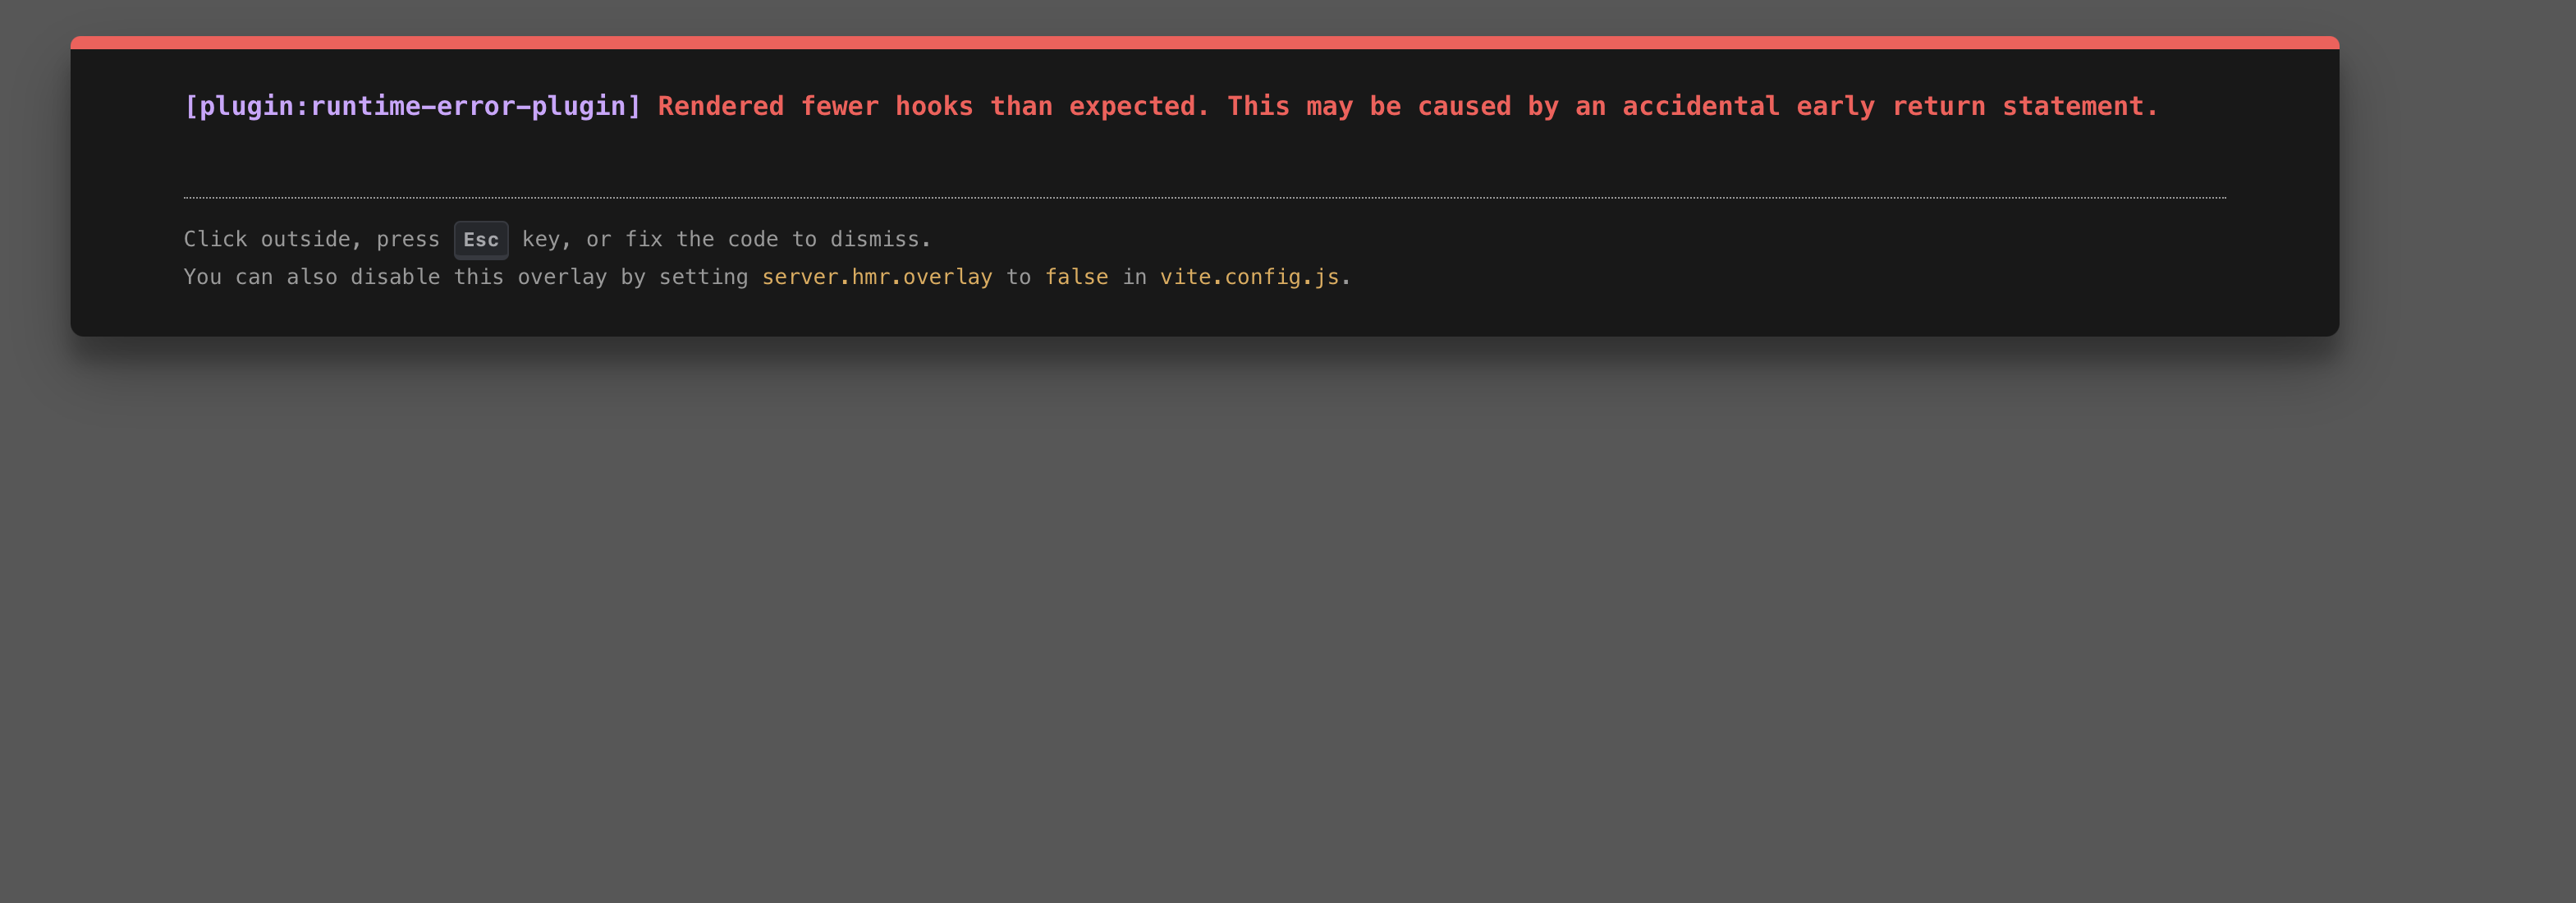 [plugin:runtime-error-plugin] Rendered fewer hooks than expected. This may be caused by an accidental early return statement.
Click outside, press Esc key, or fix the code to dismiss.
You can also disable this overlay by setting server.hmr.overlay to false in vite.config.js.